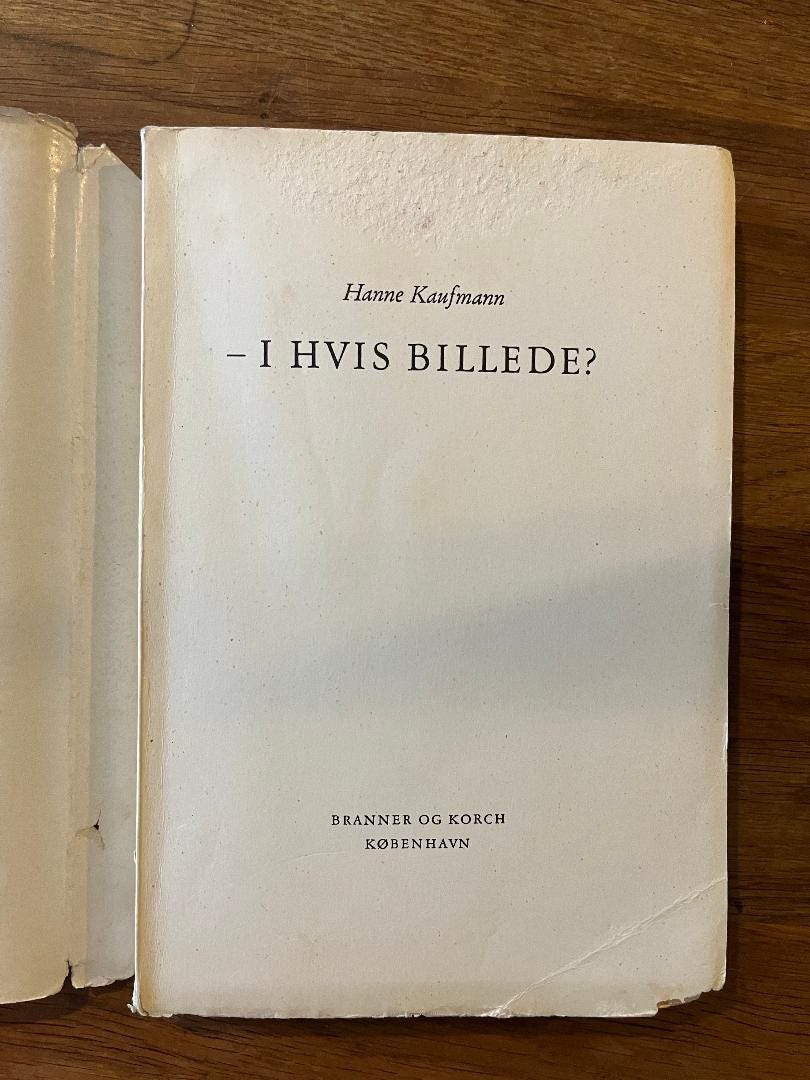 Hanne Kaufmann
– I HVIS BILLEDE?
BRANNER OG KORCH
KØBENHAVN